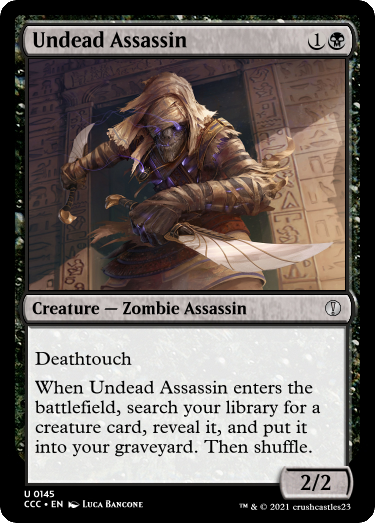 Undead Assassin 1
Creature — Zombie Assassin
Deathtouch
When Undead Assassin enters the
battlefield, search your library for a
creature card, reveal it, and put it
into your graveyard. Then shuffle.
2/2
U 0145
CCC • EN Luca Bancone
™ & © 2021 crushcastles23